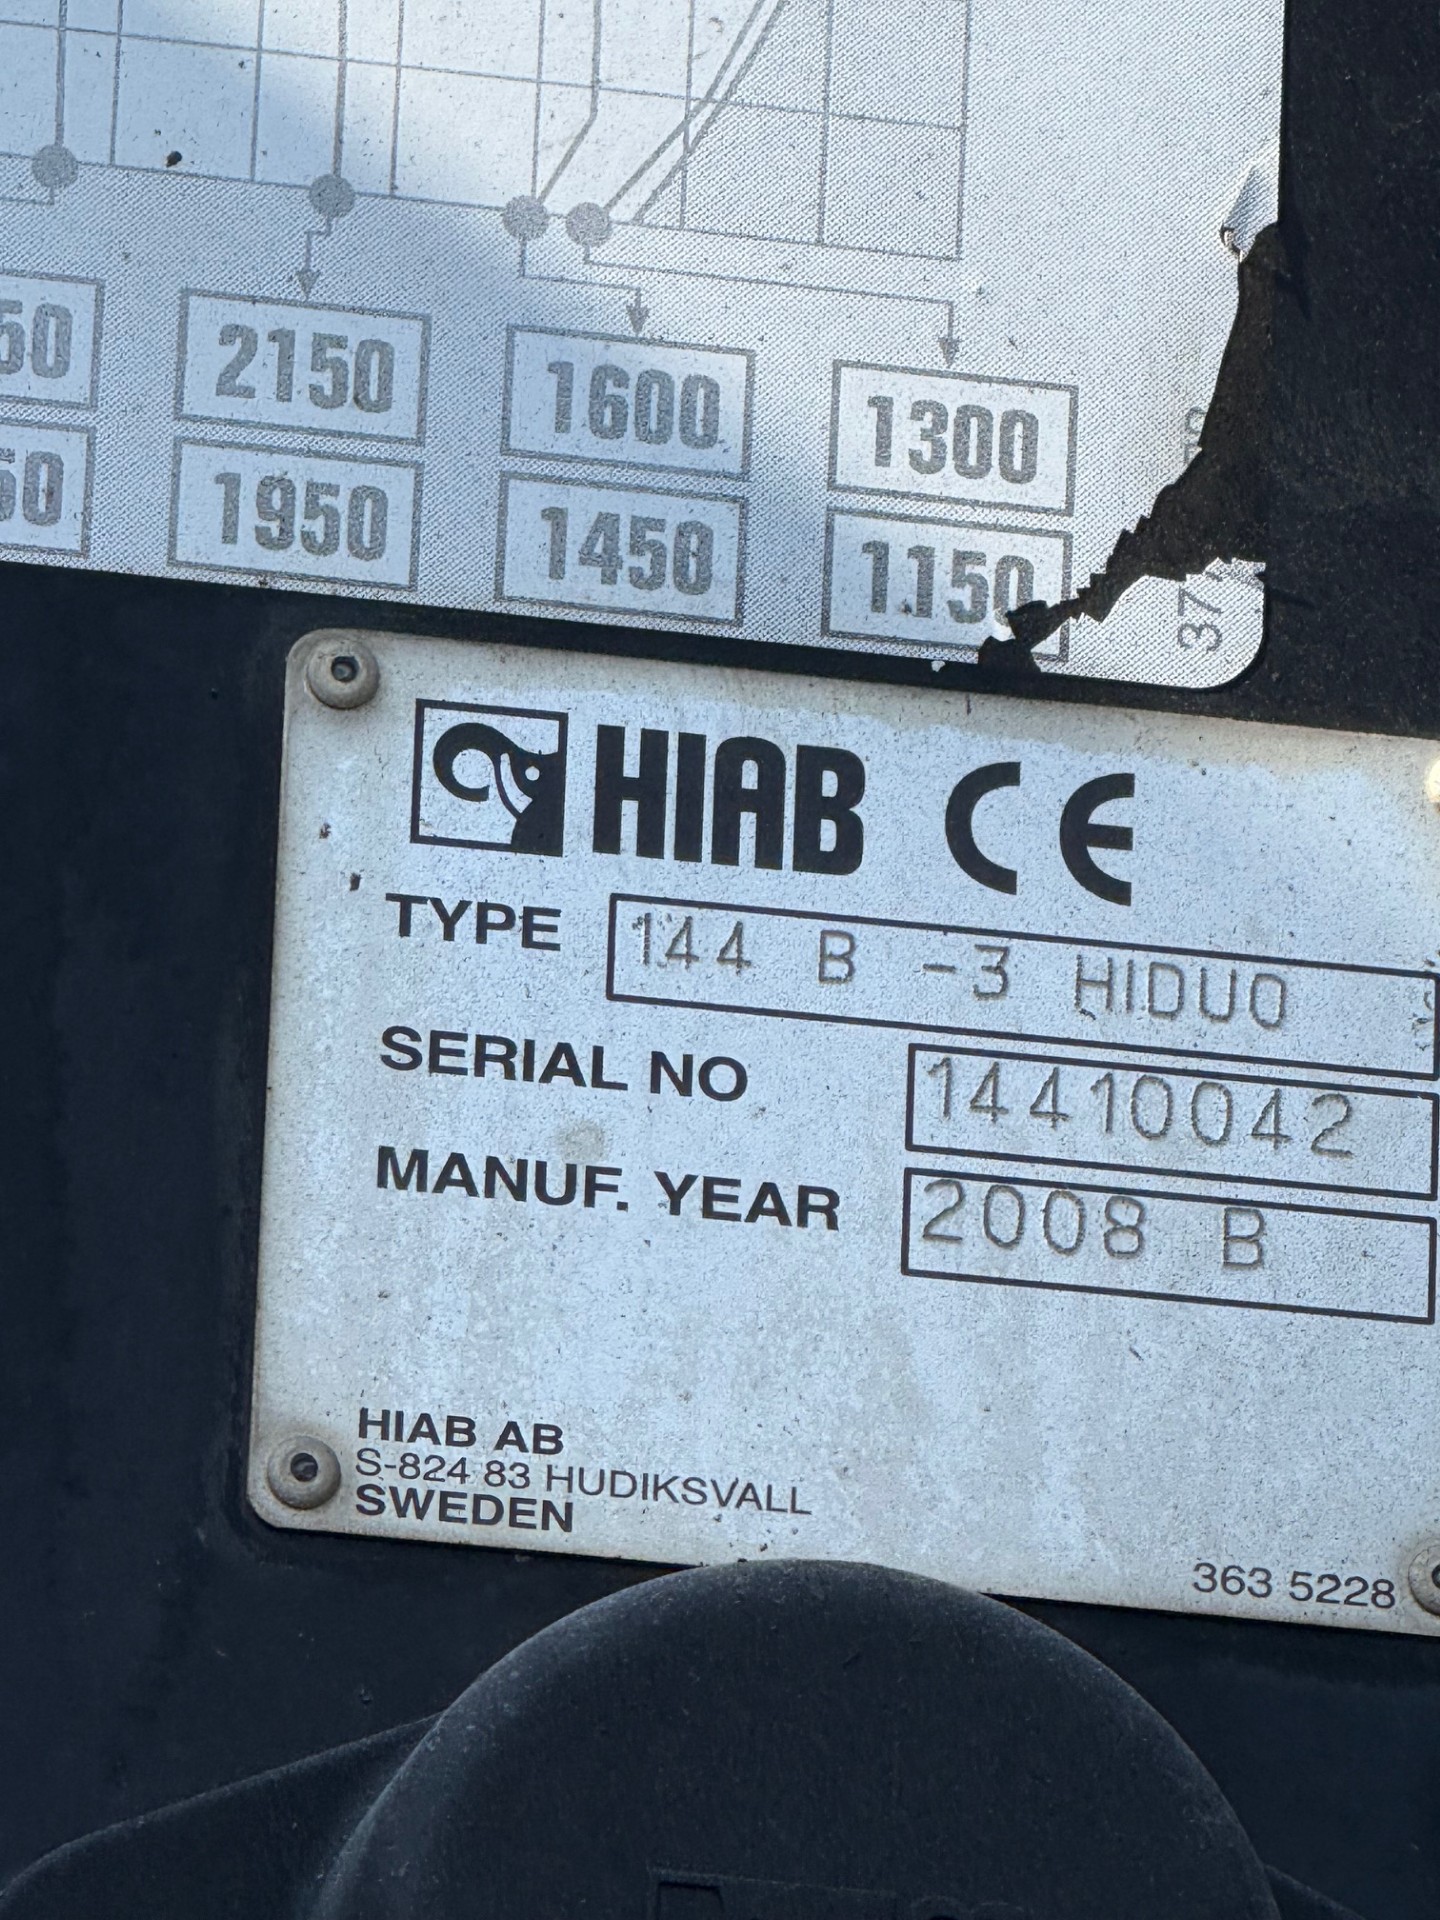 2150 1600 1300
1950 1450 1150
37
HIAB CE
TYPE 144 B -3 HIDUO
SERIAL NO 14410042
MANUF. YEAR 2008 B
HIAB AB
S-824 83 HUDIKSVALL
SWEDEN
363 5228